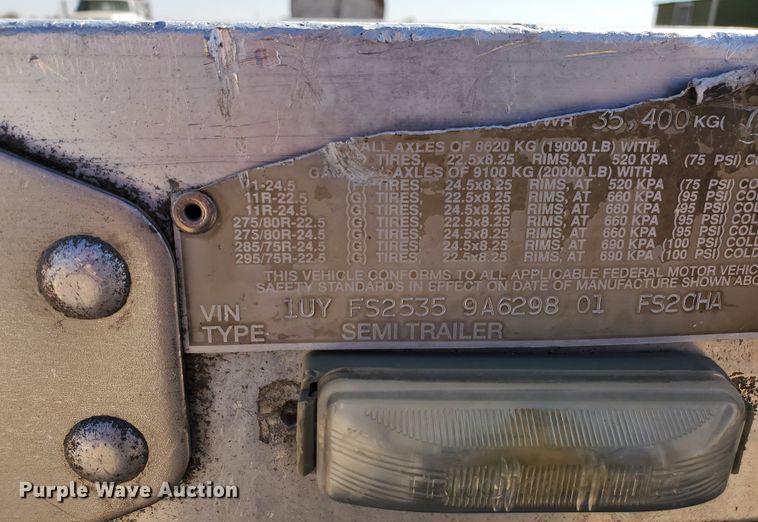 WR 35,400 KG(
ALL AXLES OF 8620 KG (19000 LB) WITH
TIRES, 22.5x8.25 RIMS, AT 520 KPA (75 PSI) COL
AXLES OF 9100 KG (20000 LB) WITH
11-24.5 (G) TIRES, 24.5x8.25 RIMS, AT 520 KPA (75 PSI) COL
11R-22.5 (G) TIRES, 22.5x8.25 RIMS, AT 660 KPA (95 PSI) COL
11R-24.5 (G) TIRES, 24.5x8.25 RIMS, AT 660 KPA (95 PSI) COL
275/80R-22.5 (G) TIRES, 22.5x8.25 RIMS, AT 660 KPA (95 PSI) COLD
273/80R-24.5 (G) TIRES, 24.5x8.25 RIMS, AT 660 KPA (95 PSI) COLD
285/75R-24.5 (G) TIRES, 24.5x8.25 RIMS, AT 690 KPA (100 PSI) COLD
295/75R-22.5 (G) TIRES, 22.5x8.25 RIMS, AT 690 KPA (100 PSI) COLD
THIS VEHICLE CONFORMS TO ALL APPLICABLE FEDERAL MOTOR VEHIC
SAFETY STANDARDS IN EFFECT ON DATE OF MANUFACTURE SHOWN ABO
VIN 1UY FS2535 9A6298 01 FS2CHA
TYPE- SEMI TRAILER
Purple Wave Auction